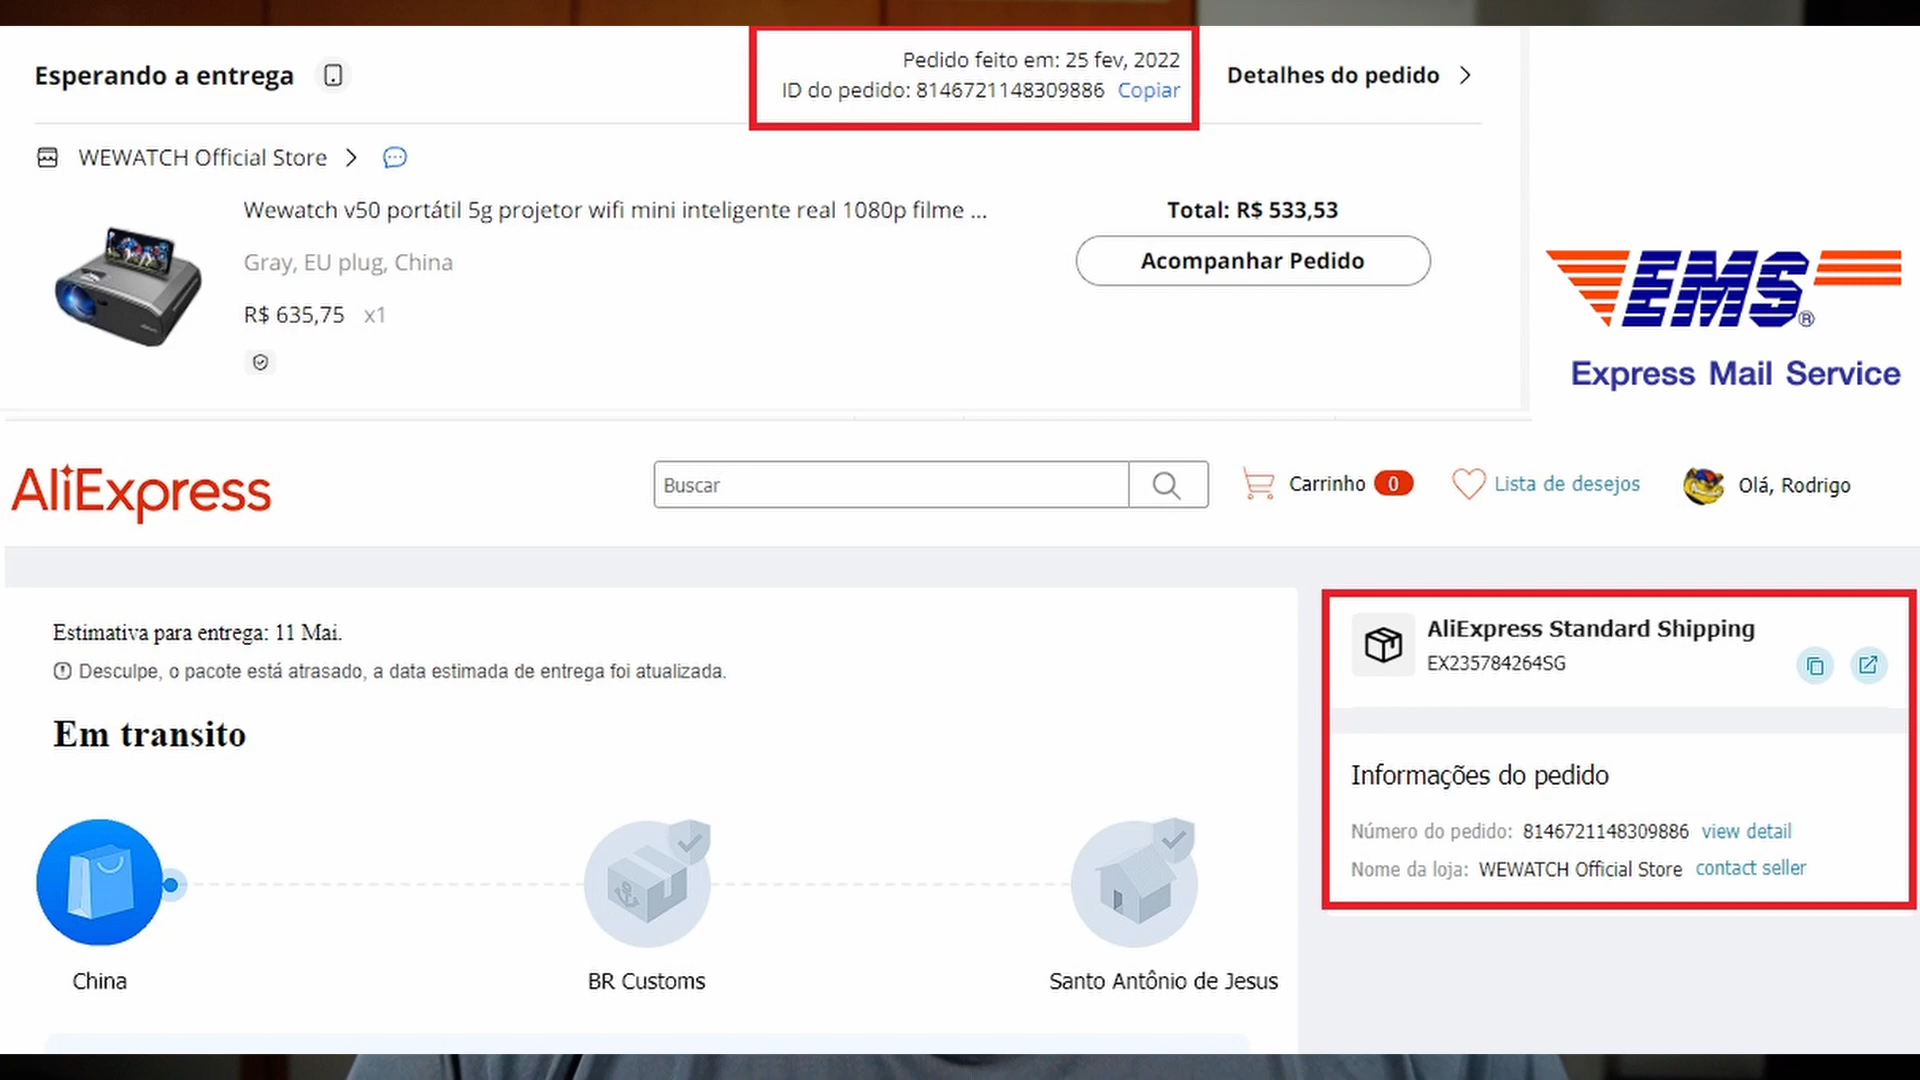 Esperando a entrega
Pedido feito em: 25 fev, 2022
ID do pedido: 8146721148309886 Copiar
Detalhes do pedido
WEWATCH Official Store
Wewatch v50 portátil 5g projetor wifi mini inteligente real 1080p filme ...
Gray, EU plug, China
R$ 635,75 x1
Total: R$ 533,53
Acompanhar Pedido
EMS®
Express Mail Service
AliExpress
Buscar
Carrinho 0
Lista de desejos
Olá, Rodrigo
Estimativa para entrega: 11 Mai.
Desculpe, o pacote está atrasado, a data estimada de entrega foi atualizada.
Em transito
China
BR Customs
Santo Antônio de Jesus
AliExpress Standard Shipping
EX235784264SG
Informações do pedido
Número do pedido: 8146721148309886 view detail
Nome da loja: WEWATCH Official Store contact seller